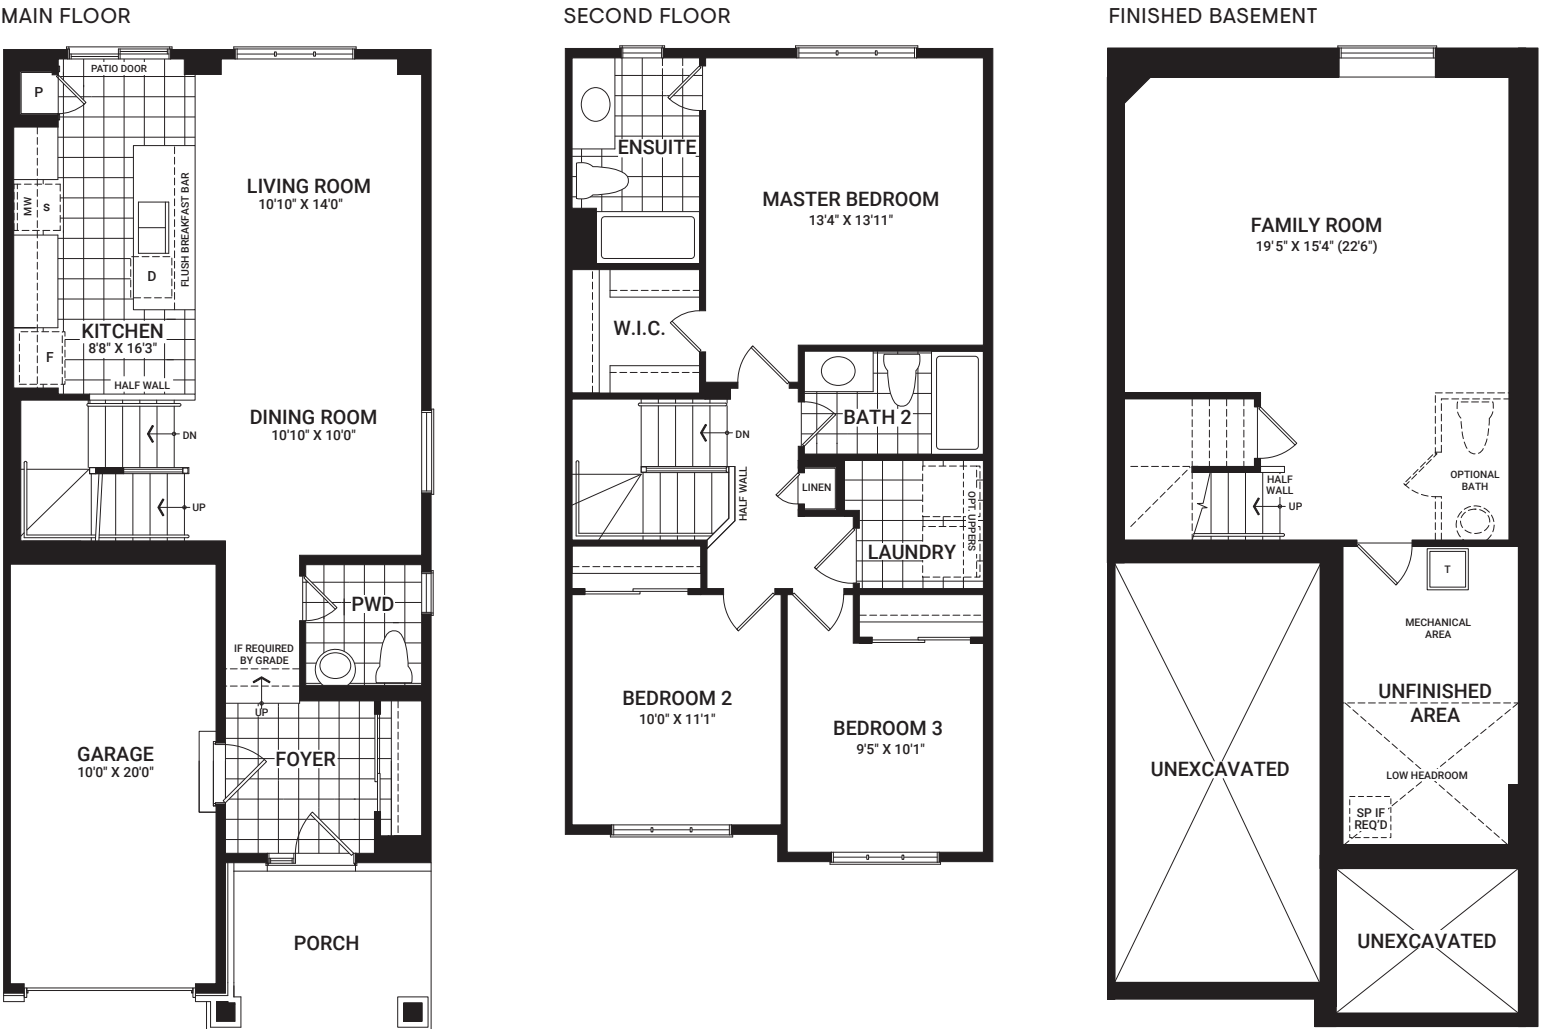 MAIN FLOOR
PATIO DOOR
P
MW
S
FLUSH BREAKFAST BAR
D
KITCHEN
8'8" X 16'3"
F
HALF WALL
LIVING ROOM
10'10" X 14'0"
DINING ROOM
10'10" X 10'0"
DN
UP
PWD
IF REQUIRED
BY GRADE
UP
FOYER
GARAGE
10'0" X 20'0"
PORCH
SECOND FLOOR
ENSUITE
MASTER BEDROOM
13'4" X 13'11"
W.I.C.
BATH 2
DN
HALF WALL
LINEN
OPT. UPPERS
LAUNDRY
BEDROOM 2
10'0" X 11'1"
BEDROOM 3
9'5" X 10'1"
FINISHED BASEMENT
FAMILY ROOM
19'5" X 15'4" (22'6")
HALF
WALL
UP
OPTIONAL
BATH
T
MECHANICAL
AREA
UNFINISHED
AREA
LOW HEADROOM
SP IF
REQ'D
UNEXCAVATED
UNEXCAVATED